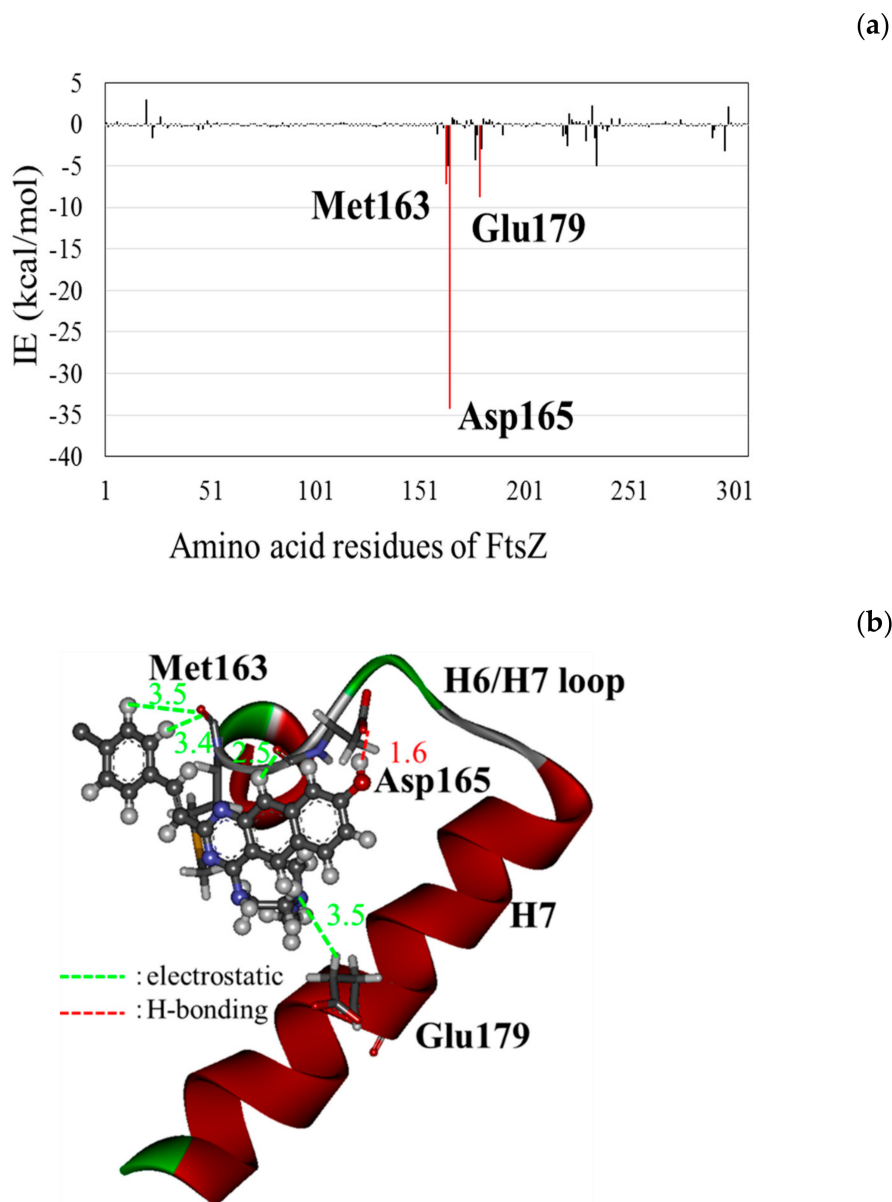 (a)
5
0
-5
-10
-15
-20
-25
-30
-35
-40
IE (kcal/mol)
Met163
Glu179
Asp165
1 51 101 151 201 251 301
Amino acid residues of FtsZ
(b)
Met163
H6/H7 loop
3.5
3.4 2.5
1.6
Asp165
3.5
H7
: electrostatic
: H-bonding
Glu179